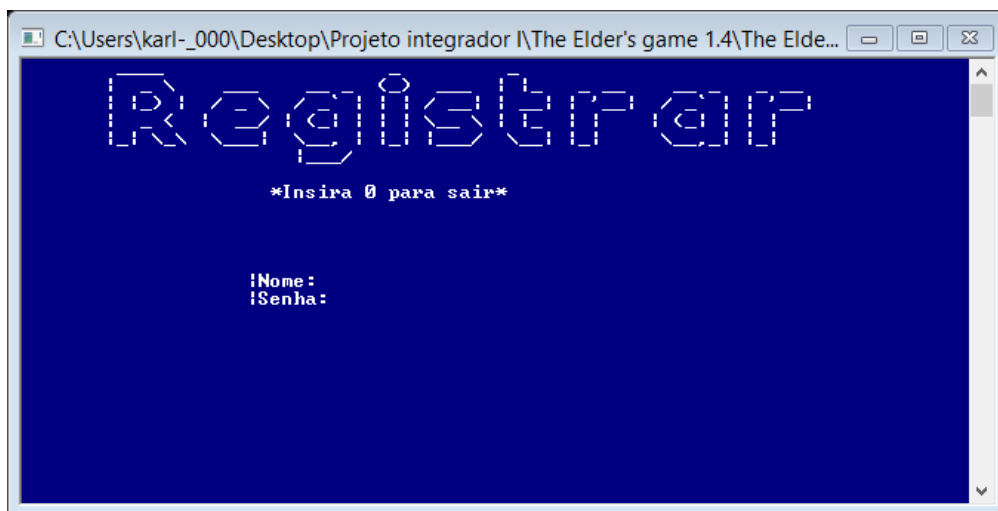 C:\Users\karl-_000\Desktop\Projeto integrador I\The Elder's game 1.4\The Elde...
Registrar
*Insira 0 para sair*
|Nome:
|Senha: